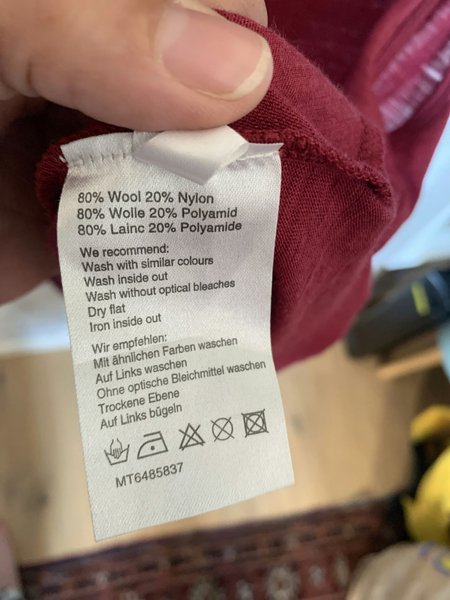 80% Wool 20% Nylon
80% Wolle 20% Polyamid
80% Lainc 20% Polyamide
We recommend:
Wash with similar colours
Wash inside out
Wash without optical bleaches
Dry flat
Iron inside out
Wir empfehlen:
Mit ähnlichen Farben waschen
Auf Links waschen
Ohne optische Bleichmittel waschen
Trockene Ebene
Auf Links bügeln
MT6485837